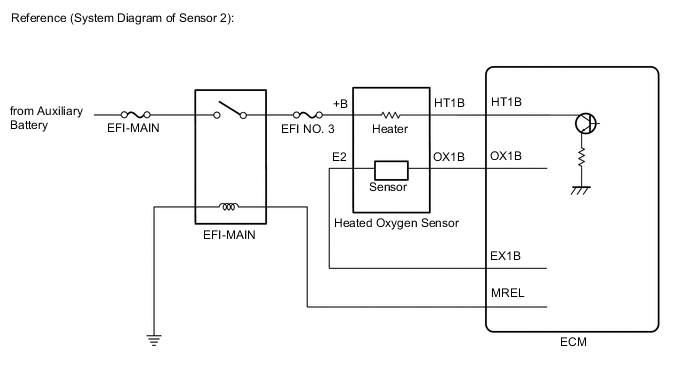 Reference (System Diagram of Sensor 2):
from Auxiliary
Battery
EFI-MAIN
EFI NO. 3
+B
HT1B
HT1B
Heater
E2
OX1B
OX1B
Sensor
Heated Oxygen Sensor
EFI-MAIN
EX1B
MREL
ECM